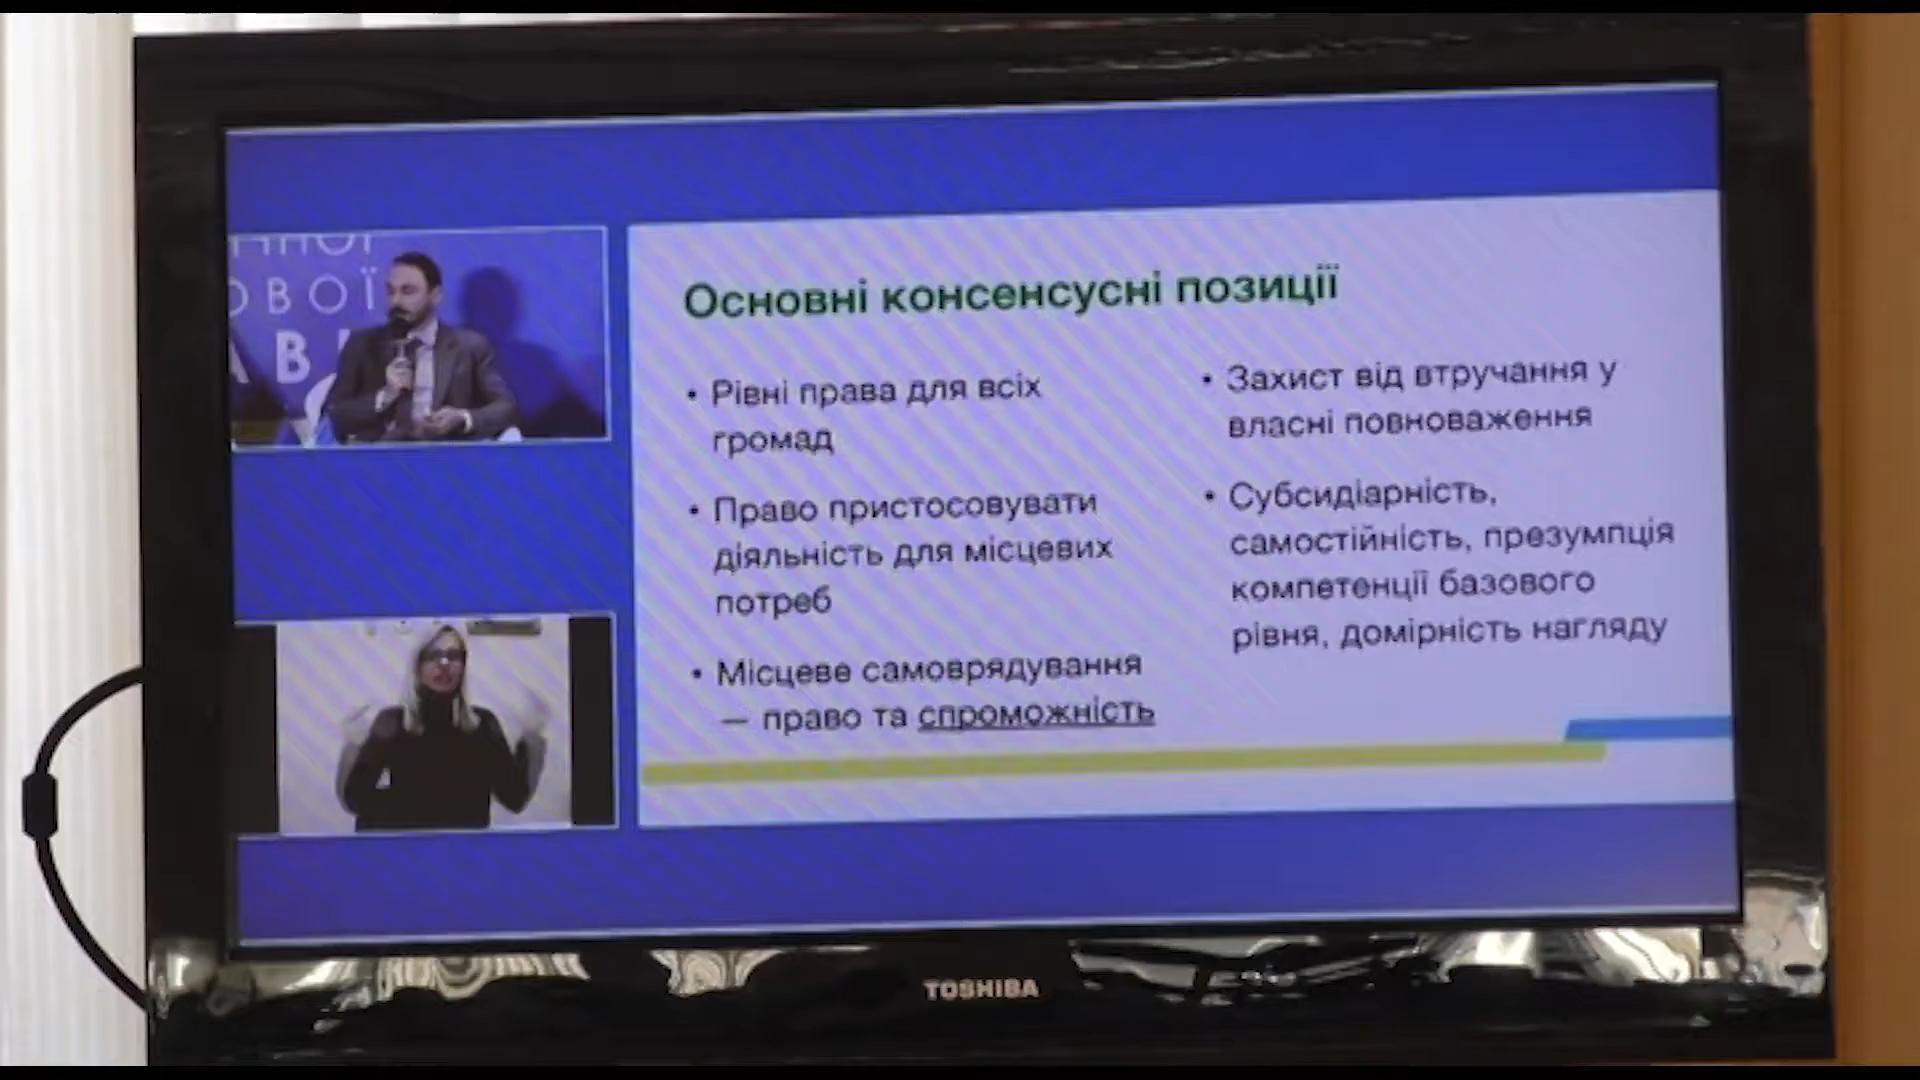 ОВОЇ
Основні консенсусні позиції
• Рівні права для всіх
громад
• Право пристосовувати
діяльність для місцевих
потреб
• Місцеве самоврядування
— право та спроможність
• Захист від втручання у
власні повноваження
• Субсидіарність,
самостійність, презумпція
компетенції базового
рівня, домірність нагляду
TOSHIBA